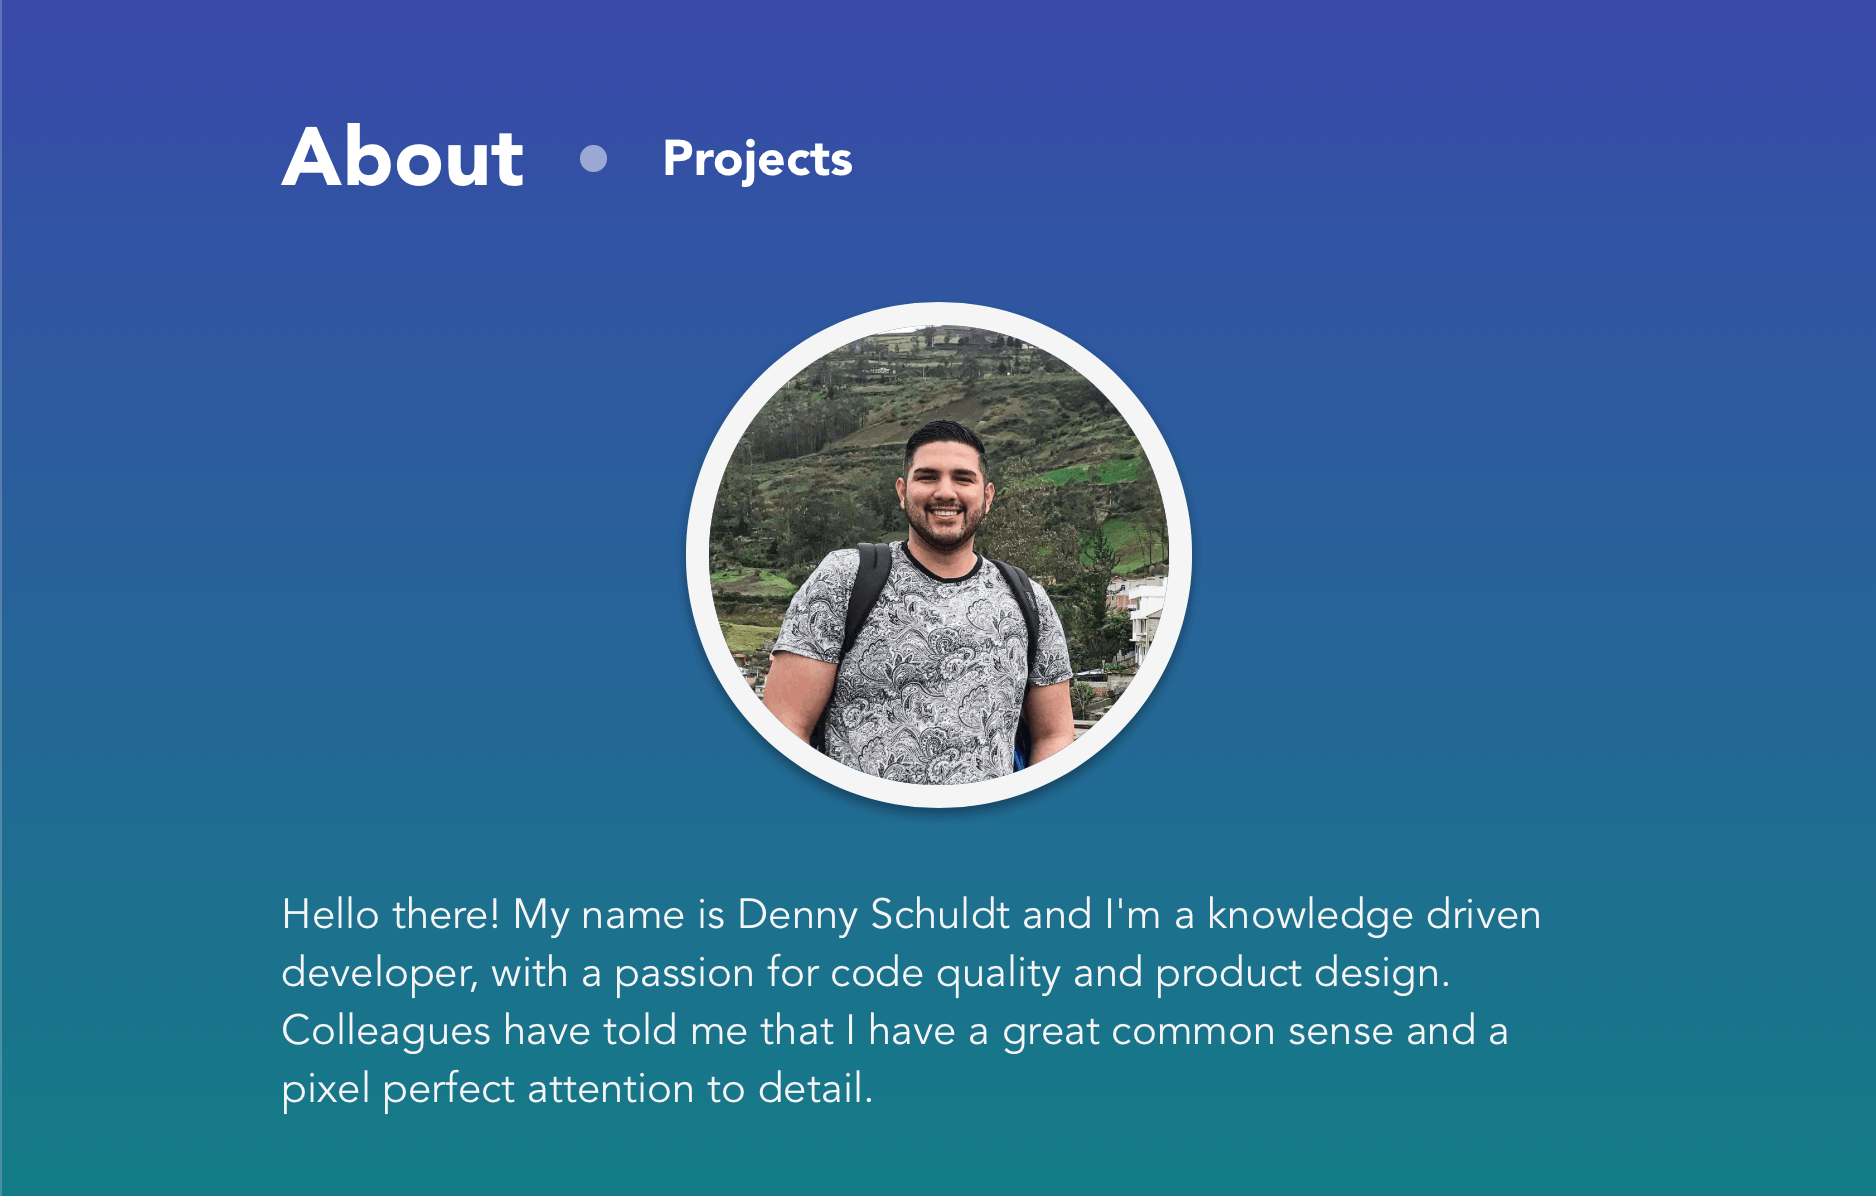 About Projects
Hello there! My name is Denny Schuldt and I'm a knowledge driven
developer, with a passion for code quality and product design.
Colleagues have told me that I have a great common sense and a
pixel perfect attention to detail.